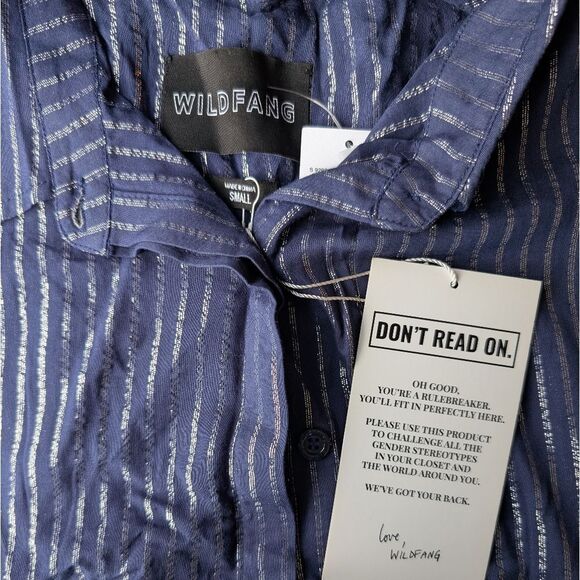 WILDFANG
MADE IN CHINA
SMALL
DON'T READ ON.
OH GOOD.
YOU'RE A RULEBREAKER.
YOU'LL FIT IN PERFECTLY HERE.
PLEASE USE THIS PRODUCT
TO CHALLENGE ALL THE
GENDER STEREOTYPES
IN YOUR CLOSET AND
THE WORLD AROUND YOU.
WE'VE GOT YOUR BACK.
love,
WILDFANG